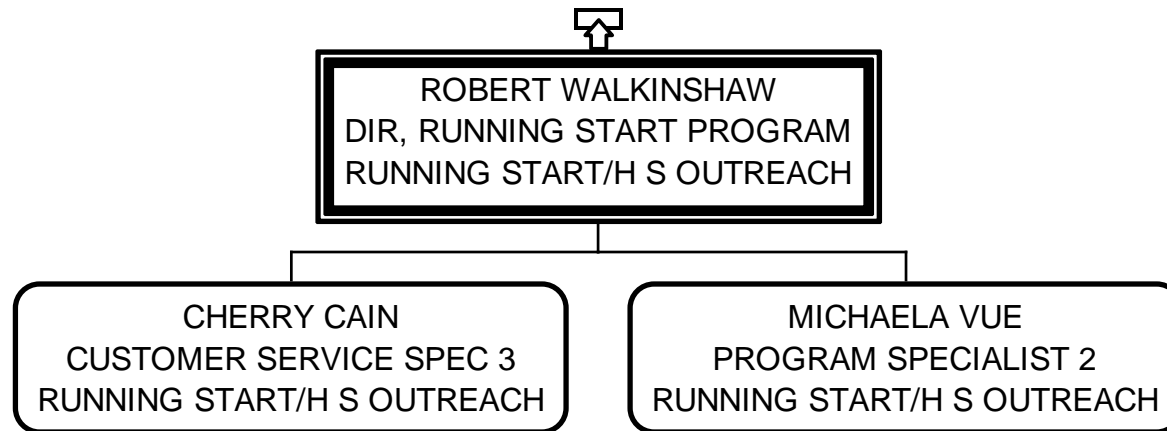 ROBERT WALKINSHAW
DIR, RUNNING START PROGRAM
RUNNING START/H S OUTREACH
CHERRY CAIN
CUSTOMER SERVICE SPEC 3
RUNNING START/H S OUTREACH
MICHAELA VUE
PROGRAM SPECIALIST 2
RUNNING START/H S OUTREACH